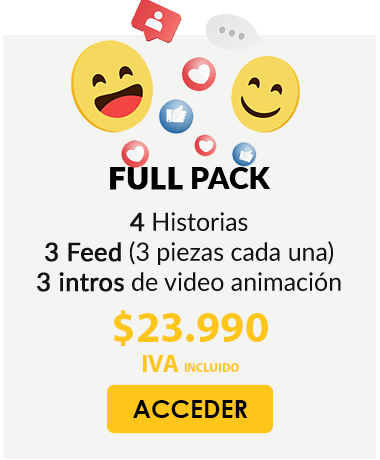 FULL PACK
4 Historias
3 Feed (3 piezas cada una)
3 intros de video animación
$23.990
IVA INCLUIDO
ACCEDER